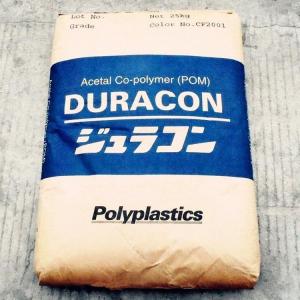 Lot No. Net 25kg
Grade Color No.CF2001
Acetal Co-polymer (POM)
DURACON
ジュラコン
Polyplastics